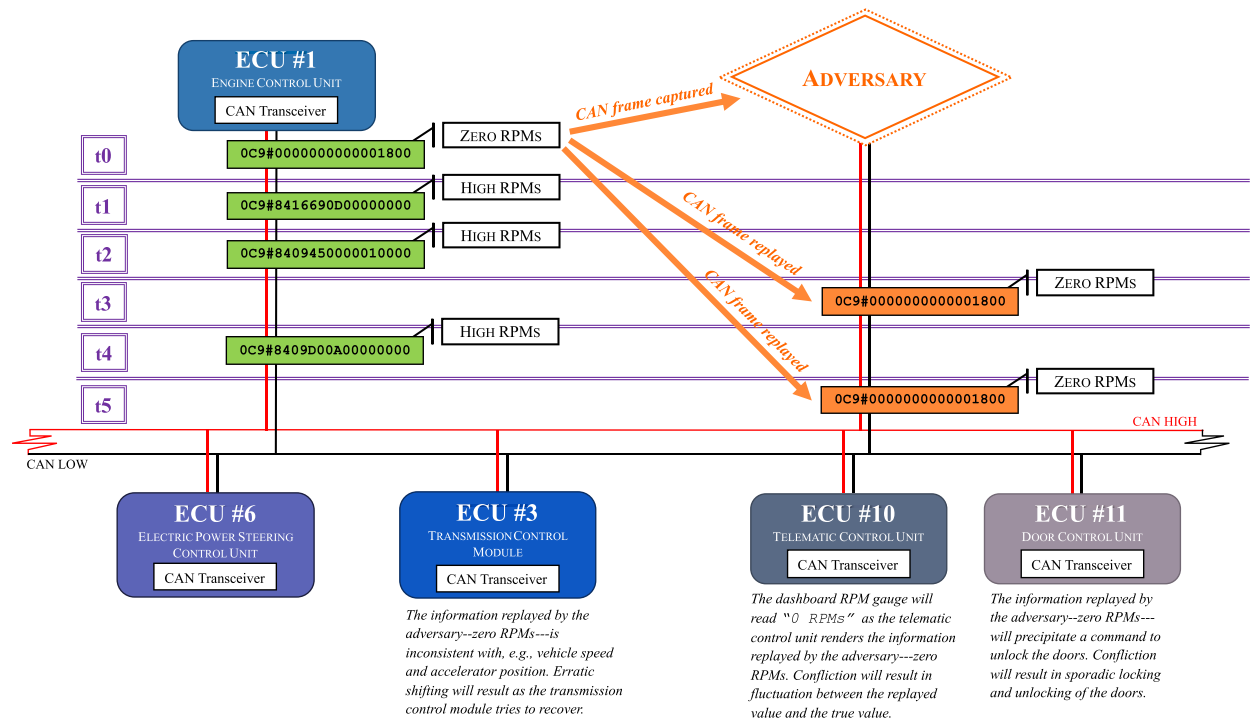 ECU #1
ENGINE CONTROL UNIT
CAN Transceiver
ADVERSARY
CAN frame captured
t0
0C9#0000000000001800
ZERO RPMS
t1
0C9#8416690D00000000
HIGH RPMS
CAN frame replayed
t2
0C9#8409450000010000
HIGH RPMS
CAN frame replayed
t3
0C9#0000000000001800
ZERO RPMS
t4
0C9#8409D00A00000000
HIGH RPMS
t5
0C9#0000000000001800
ZERO RPMS
CAN HIGH
CAN LOW
ECU #6
ELECTRIC POWER STEERING
CONTROL UNIT
CAN Transceiver
ECU #3
TRANSMISSION CONTROL
MODULE
CAN Transceiver
The information replayed by the
adversary--zero RPMs---is
inconsistent with, e.g., vehicle speed
and accelerator position. Erratic
shifting will result as the transmission
control module tries to recover.
ECU #10
TELEMATIC CONTROL UNIT
CAN Transceiver
The dashboard RPM gauge will
read "0 RPMs" as the telematic
control unit renders the information
replayed by the adversary---zero
RPMs. Confliction will result in
fluctuation between the replayed
value and the true value.
ECU #11
DOOR CONTROL UNIT
CAN Transceiver
The information replayed by
the adversary--zero RPMs---
will precipitate a command to
unlock the doors. Confliction
will result in sporadic locking
and unlocking of the doors.